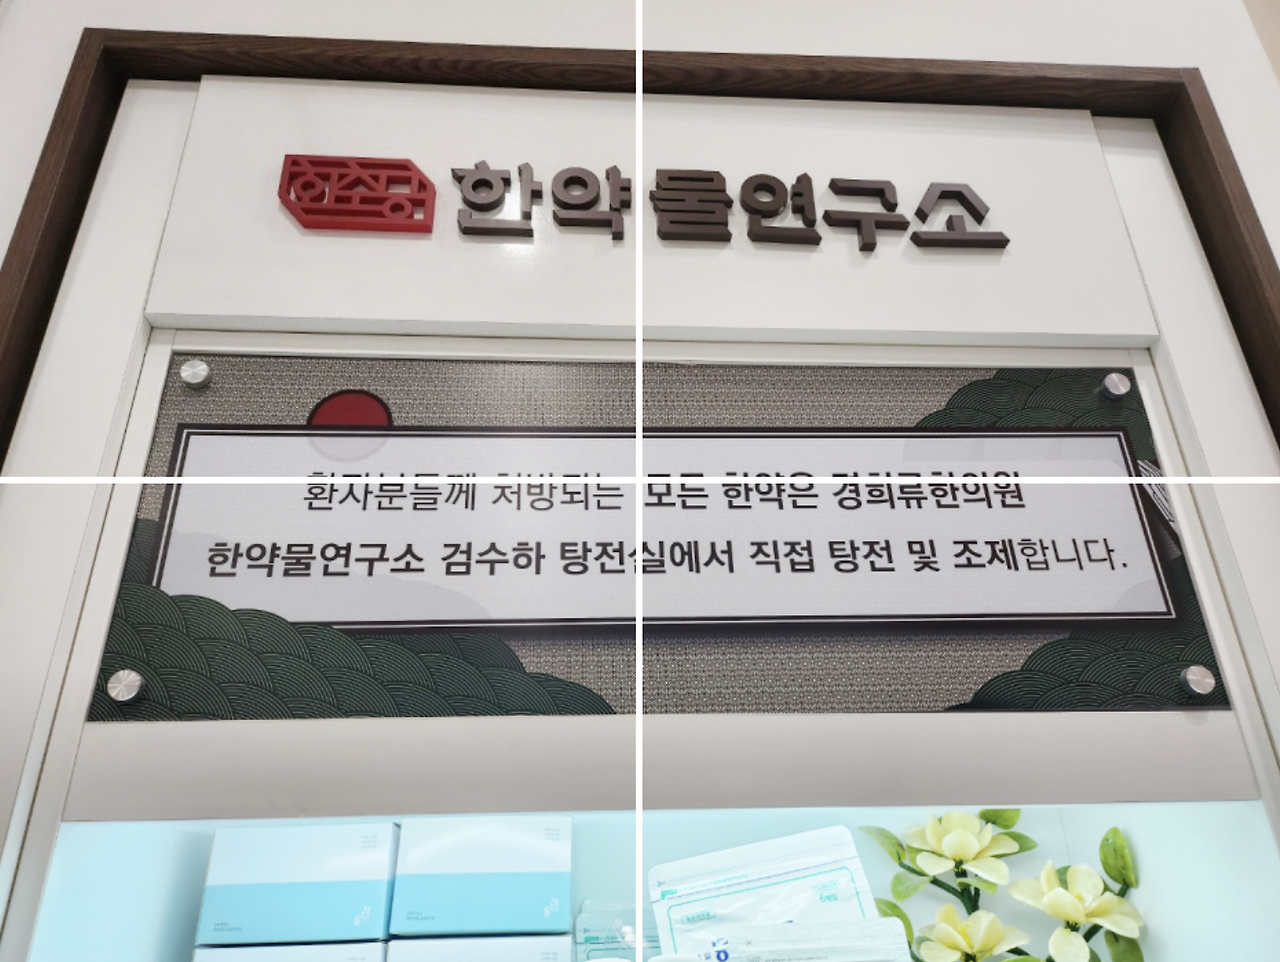 한약물연구소
환자분들께 처방되는 모든 한약은 경희류한의원
한약물연구소 검수하 탕전실에서 직접 탕전 및 조제합니다.